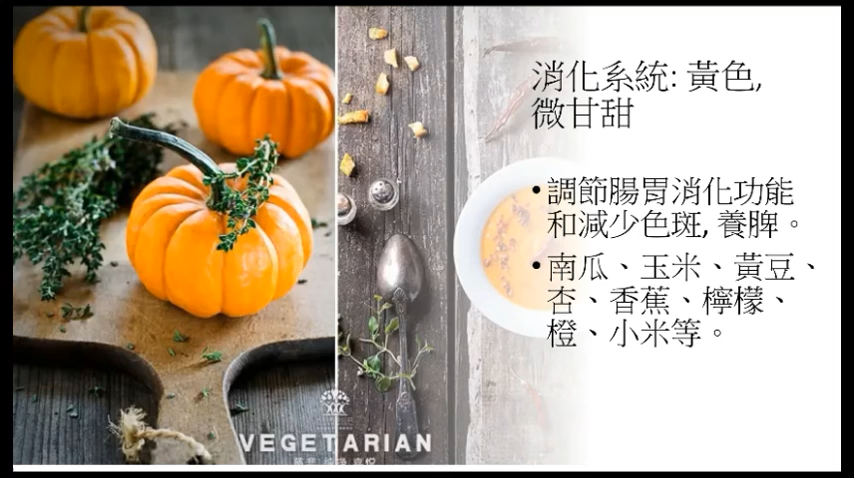 消化系統: 黃色,
微甘甜
•調節腸胃消化功能
和減少色斑, 養脾。
•南瓜、玉米、黃豆、
杏、香蕉、檸檬、
橙、小米等。
VEGETARIAN